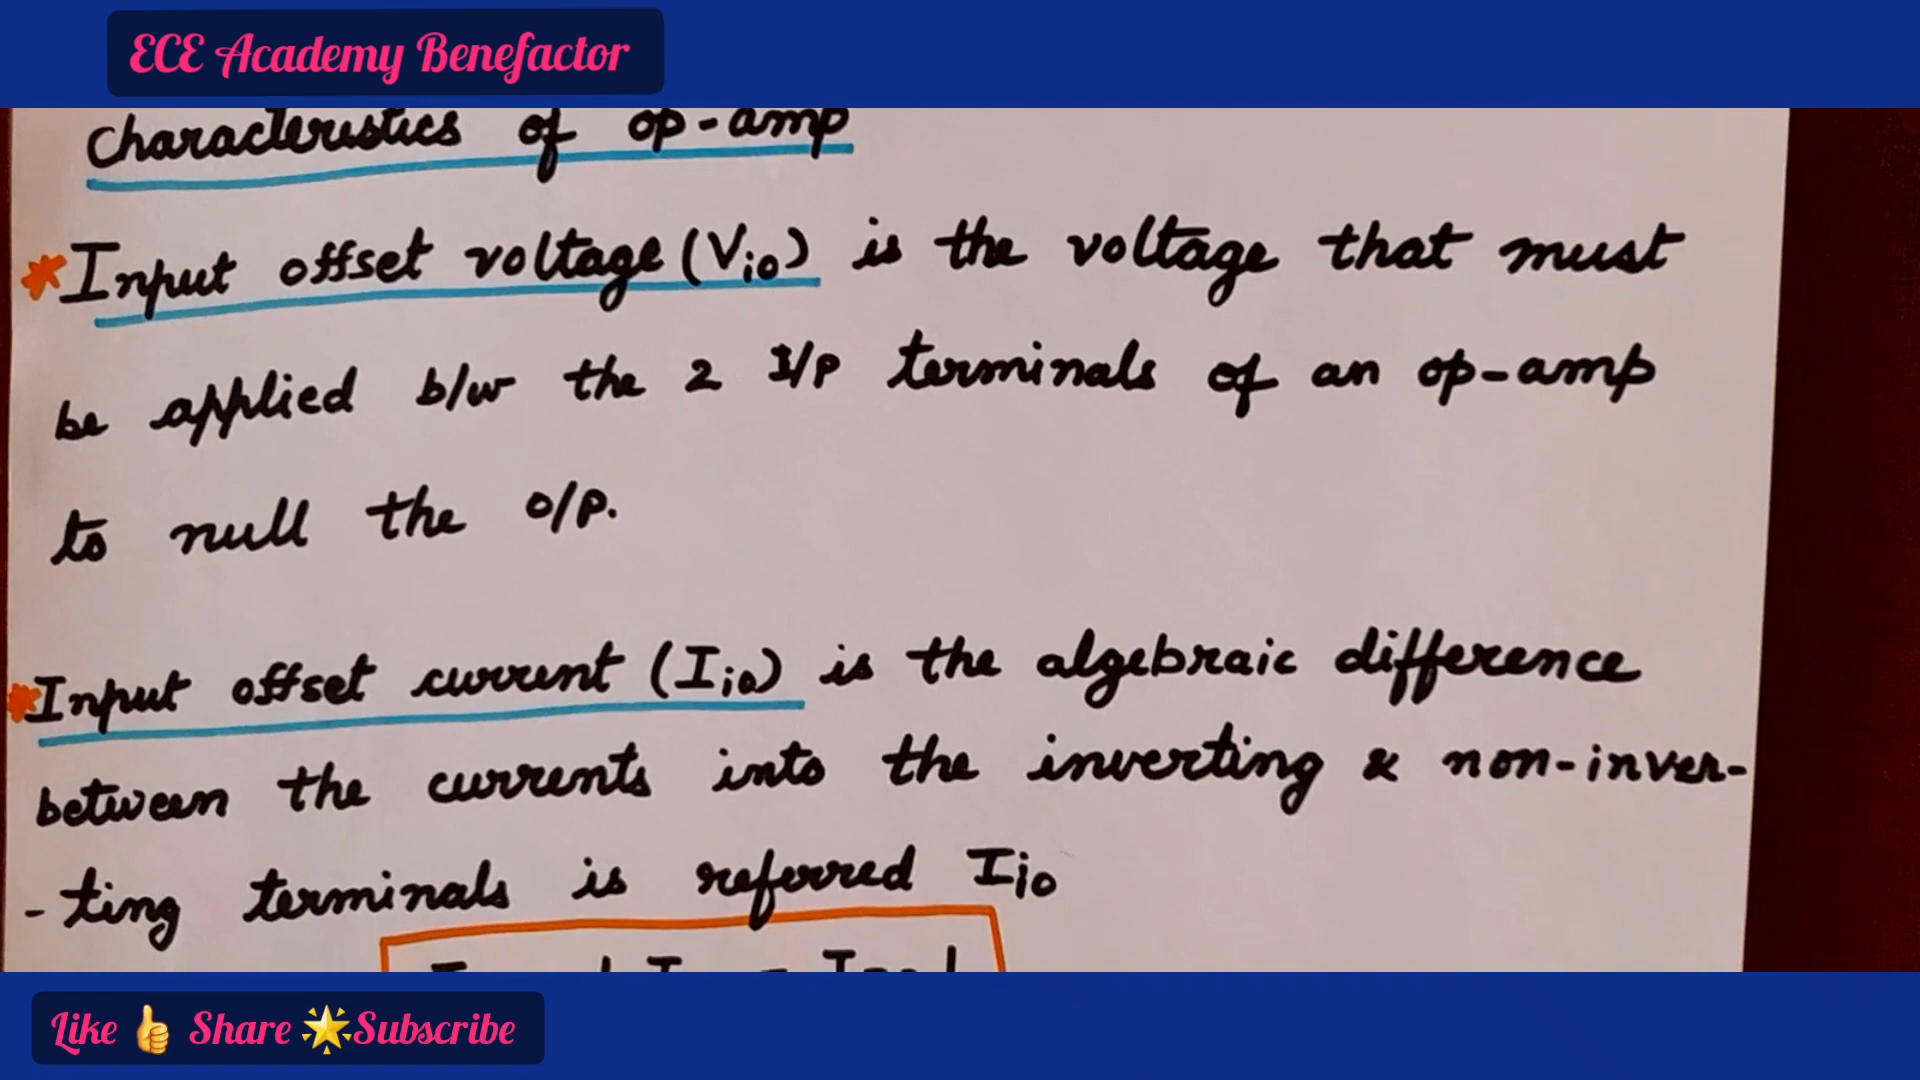 ECE Academy Benefactor
characteristics of op-amp
*Input offset voltage (Vio) is the voltage that must
be applied b/w the 2 I/P terminals of an op-amp
to null the o/p.
*Input offset current (Iio) is the algebraic difference
between the currents into the inverting & non-inver-
-ting terminals is referred Iio
Like 👍 Share 🌟Subscribe